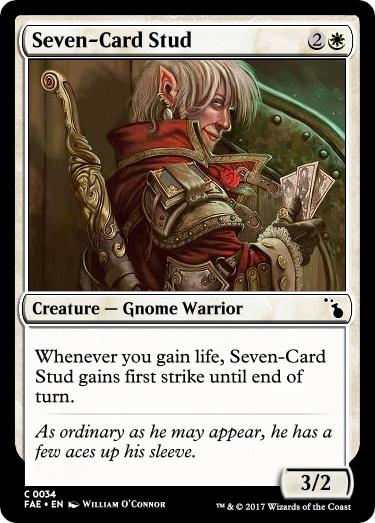 Seven-Card Stud 2
Creature — Gnome Warrior
Whenever you gain life, Seven-Card
Stud gains first strike until end of
turn.
As ordinary as he may appear, he has a
few aces up his sleeve.
3/2
C 0034
FAE • EN William O'Connor
™ & © 2017 Wizards of the Coast